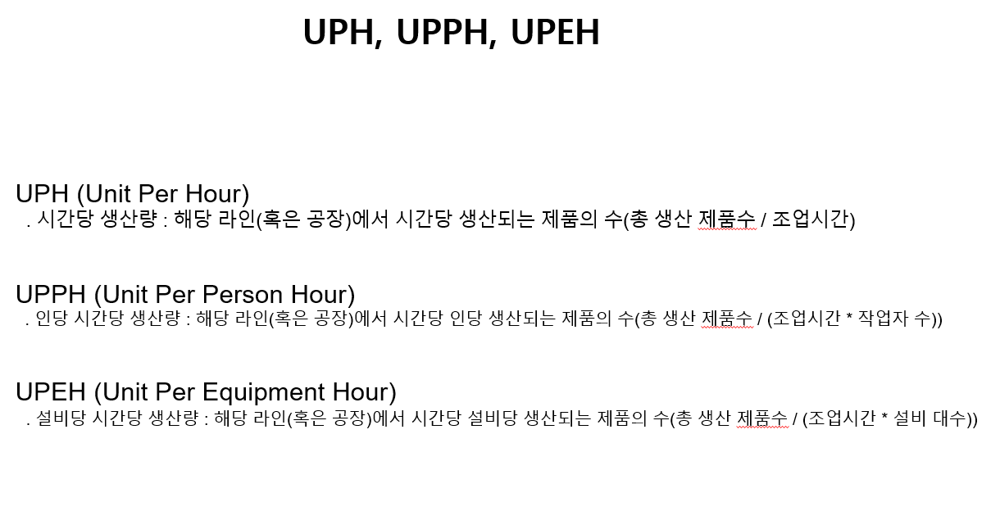 UPH, UPPH, UPEH
UPH (Unit Per Hour)
. 시간당 생산량 : 해당 라인(혹은 공장)에서 시간당 생산되는 제품의 수(총 생산 제품수 / 조업시간)
UPPH (Unit Per Person Hour)
. 인당 시간당 생산량 : 해당 라인(혹은 공장)에서 시간당 인당 생산되는 제품의 수(총 생산 제품수 / (조업시간 * 작업자 수))
UPEH (Unit Per Equipment Hour)
. 설비당 시간당 생산량 : 해당 라인(혹은 공장)에서 시간당 설비당 생산되는 제품의 수(총 생산 제품수 / (조업시간 * 설비 대수))